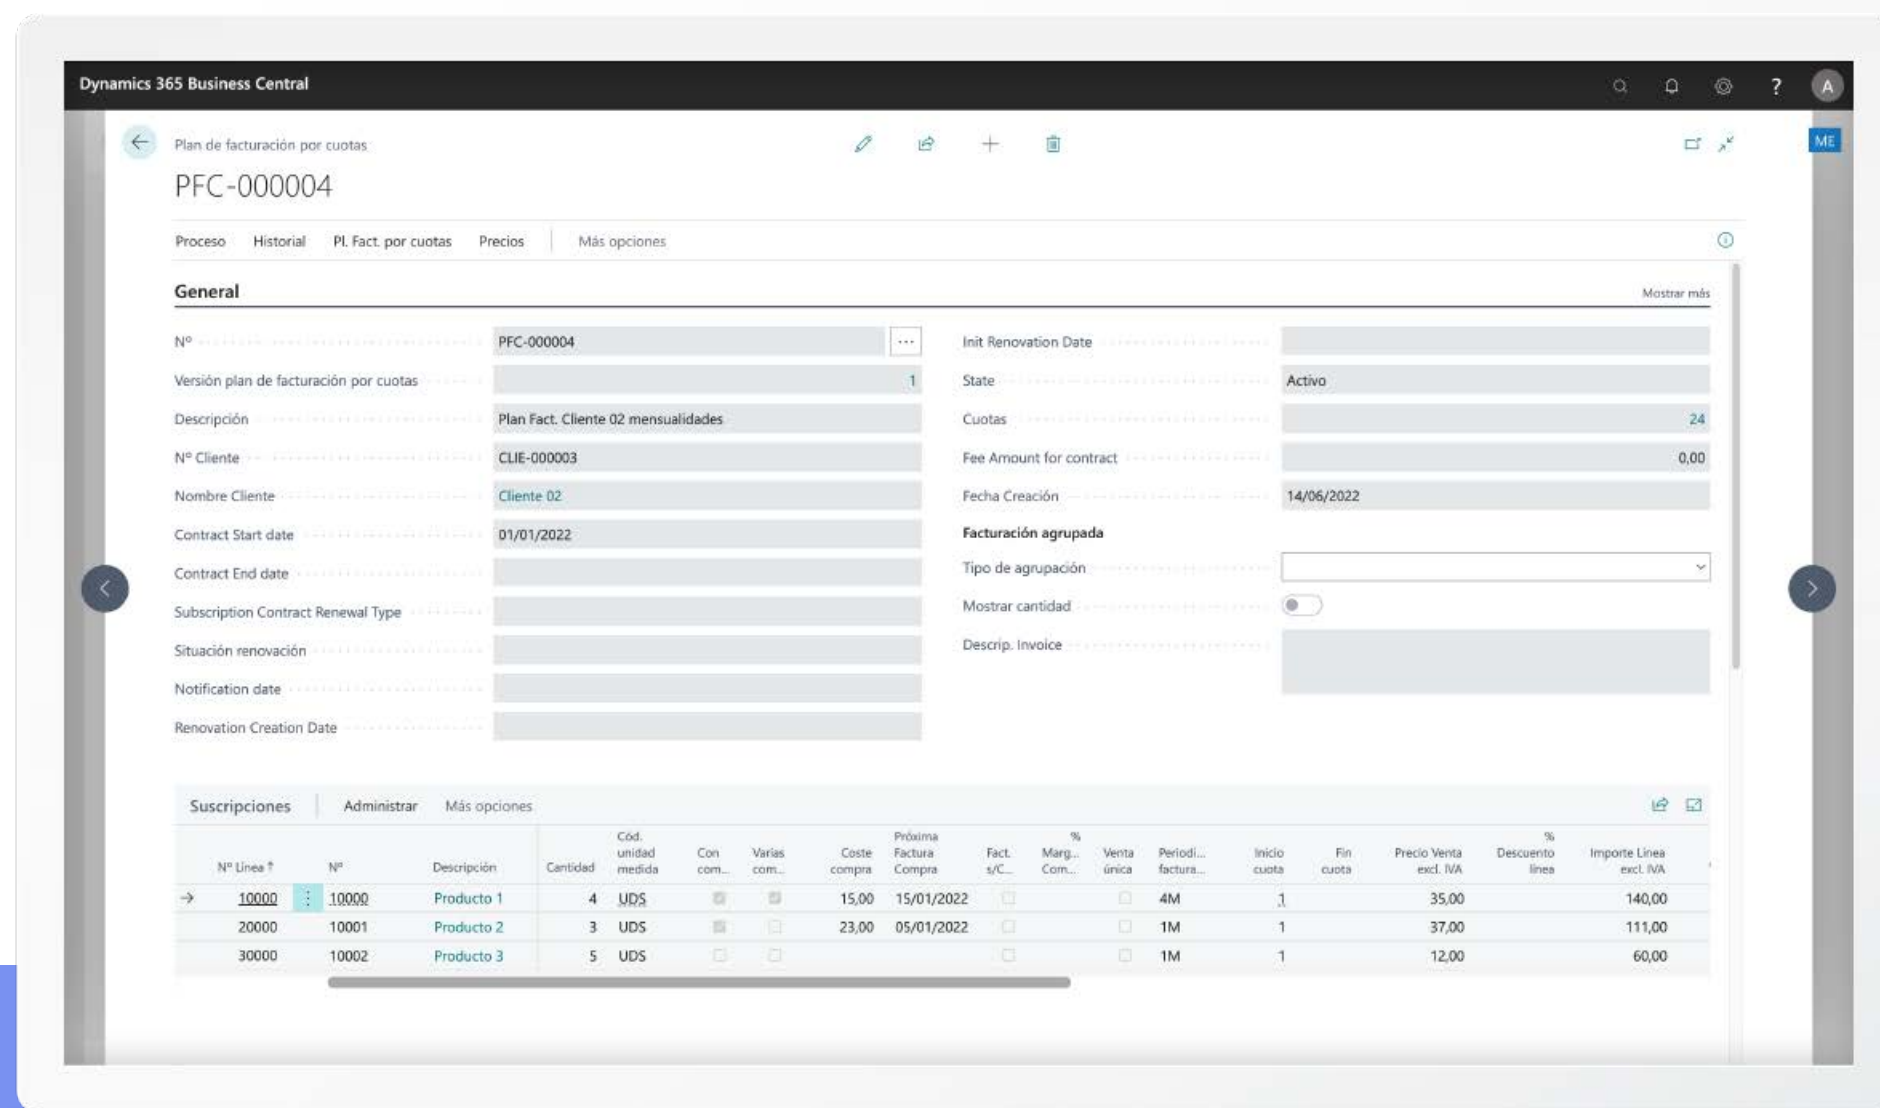 Dynamics 365 Business Central
?
A
Plan de facturación por cuotas
ME
PFC-000004
Proceso Historial Pl. Fact. por cuotas Precios Más opciones
General
Mostrar más
Nº PFC-000004 ...
Versión plan de facturación por cuotas 1
Descripción Plan Fact. Cliente 02 mensualidades
Nº Cliente CLIE-000003
Nombre Cliente Cliente 02
Contract Start date 01/01/2022
Contract End date
Subscription Contract Renewal Type
Situación renovación
Notification date
Renovation Creation Date
Init Renovation Date
State Activo
Cuotas 24
Fee Amount for contract 0,00
Fecha Creación 14/06/2022
Facturación agrupada
Tipo de agrupación
Mostrar cantidad
Descrip. Invoice
Suscripciones Administrar Más opciones
Nº Línea ↑ Nº Descripción Cantidad Cód. unidad medida Con com... Varias com... Coste compra Próxima Factura Compra Fact. s/C... % Marg... Com... Venta única Periodi... factura... Inicio cuota Fin cuota Precio Venta excl. IVA % Descuento línea Importe Línea excl. IVA
10000 10000 Producto 1 4 UDS 15,00 15/01/2022 4M 1 35,00 140,00
20000 10001 Producto 2 3 UDS 23,00 05/01/2022 1M 1 37,00 111,00
30000 10002 Producto 3 5 UDS 1M 1 12,00 60,00